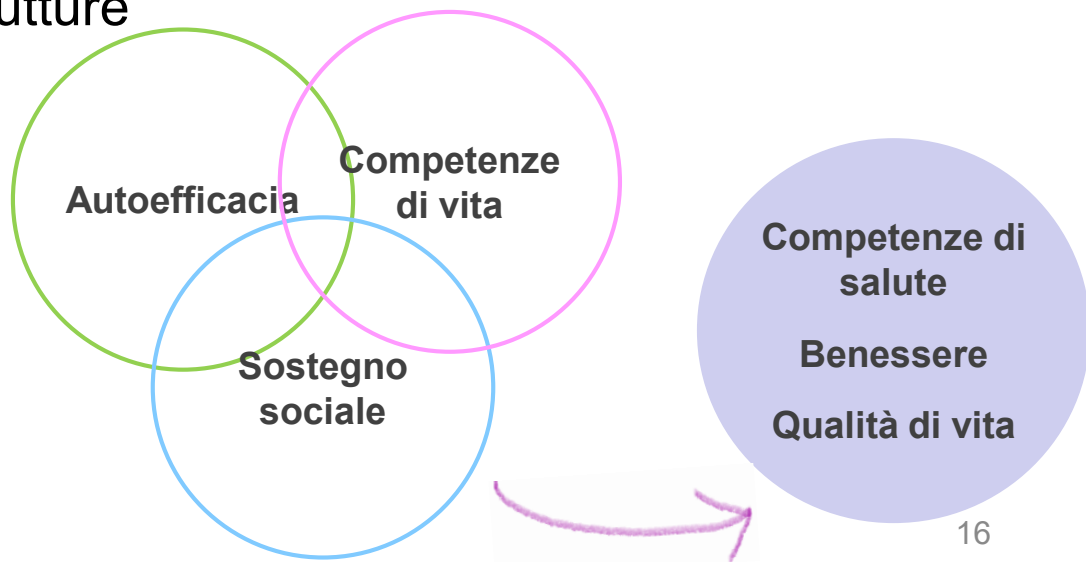 utture
Autoefficacia
Competenze
di vita
Sostegno
sociale
Competenze di
salute
Benessere
Qualità di vita
16